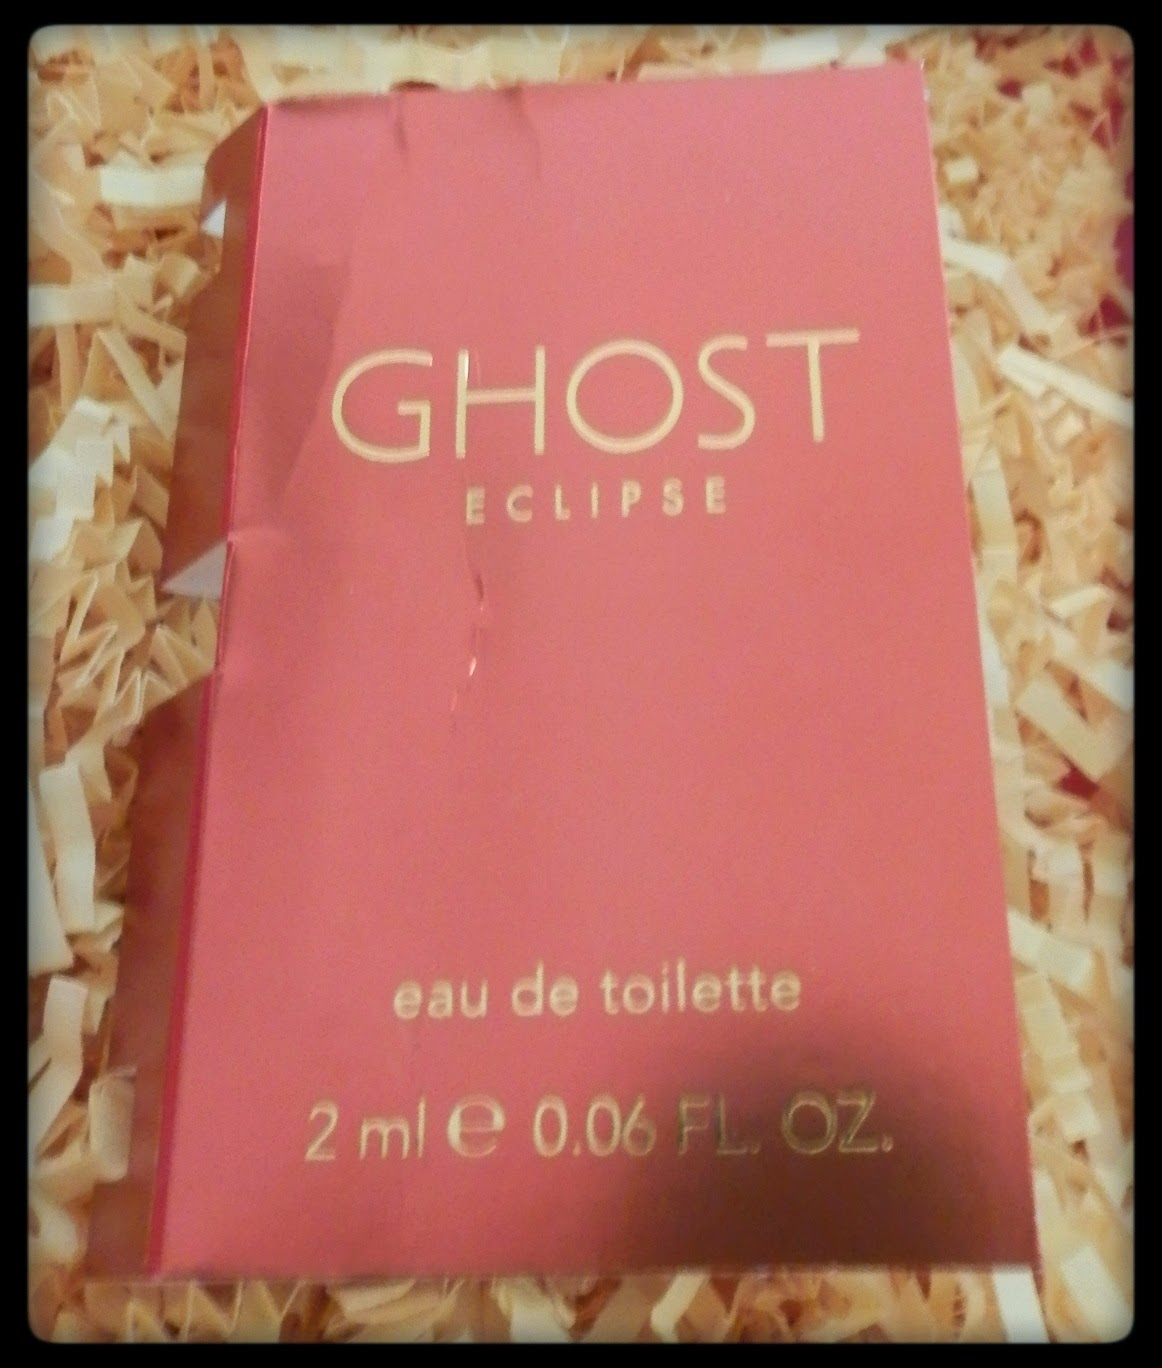 GHOST
ECLIPSE
eau de toilette
2 ml ℮ 0.06 FL. OZ.